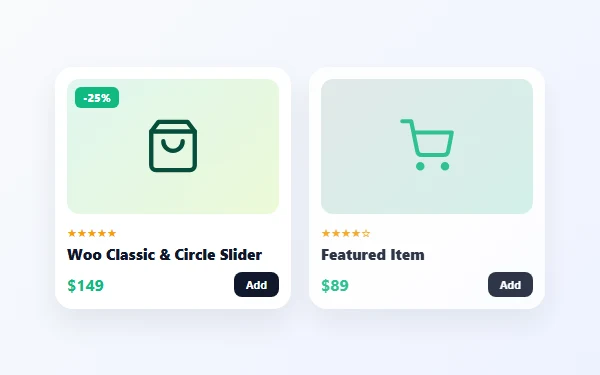 -25%
★★★★★
Woo Classic & Circle Slider
$149
Add
★★★★☆
Featured Item
$89
Add